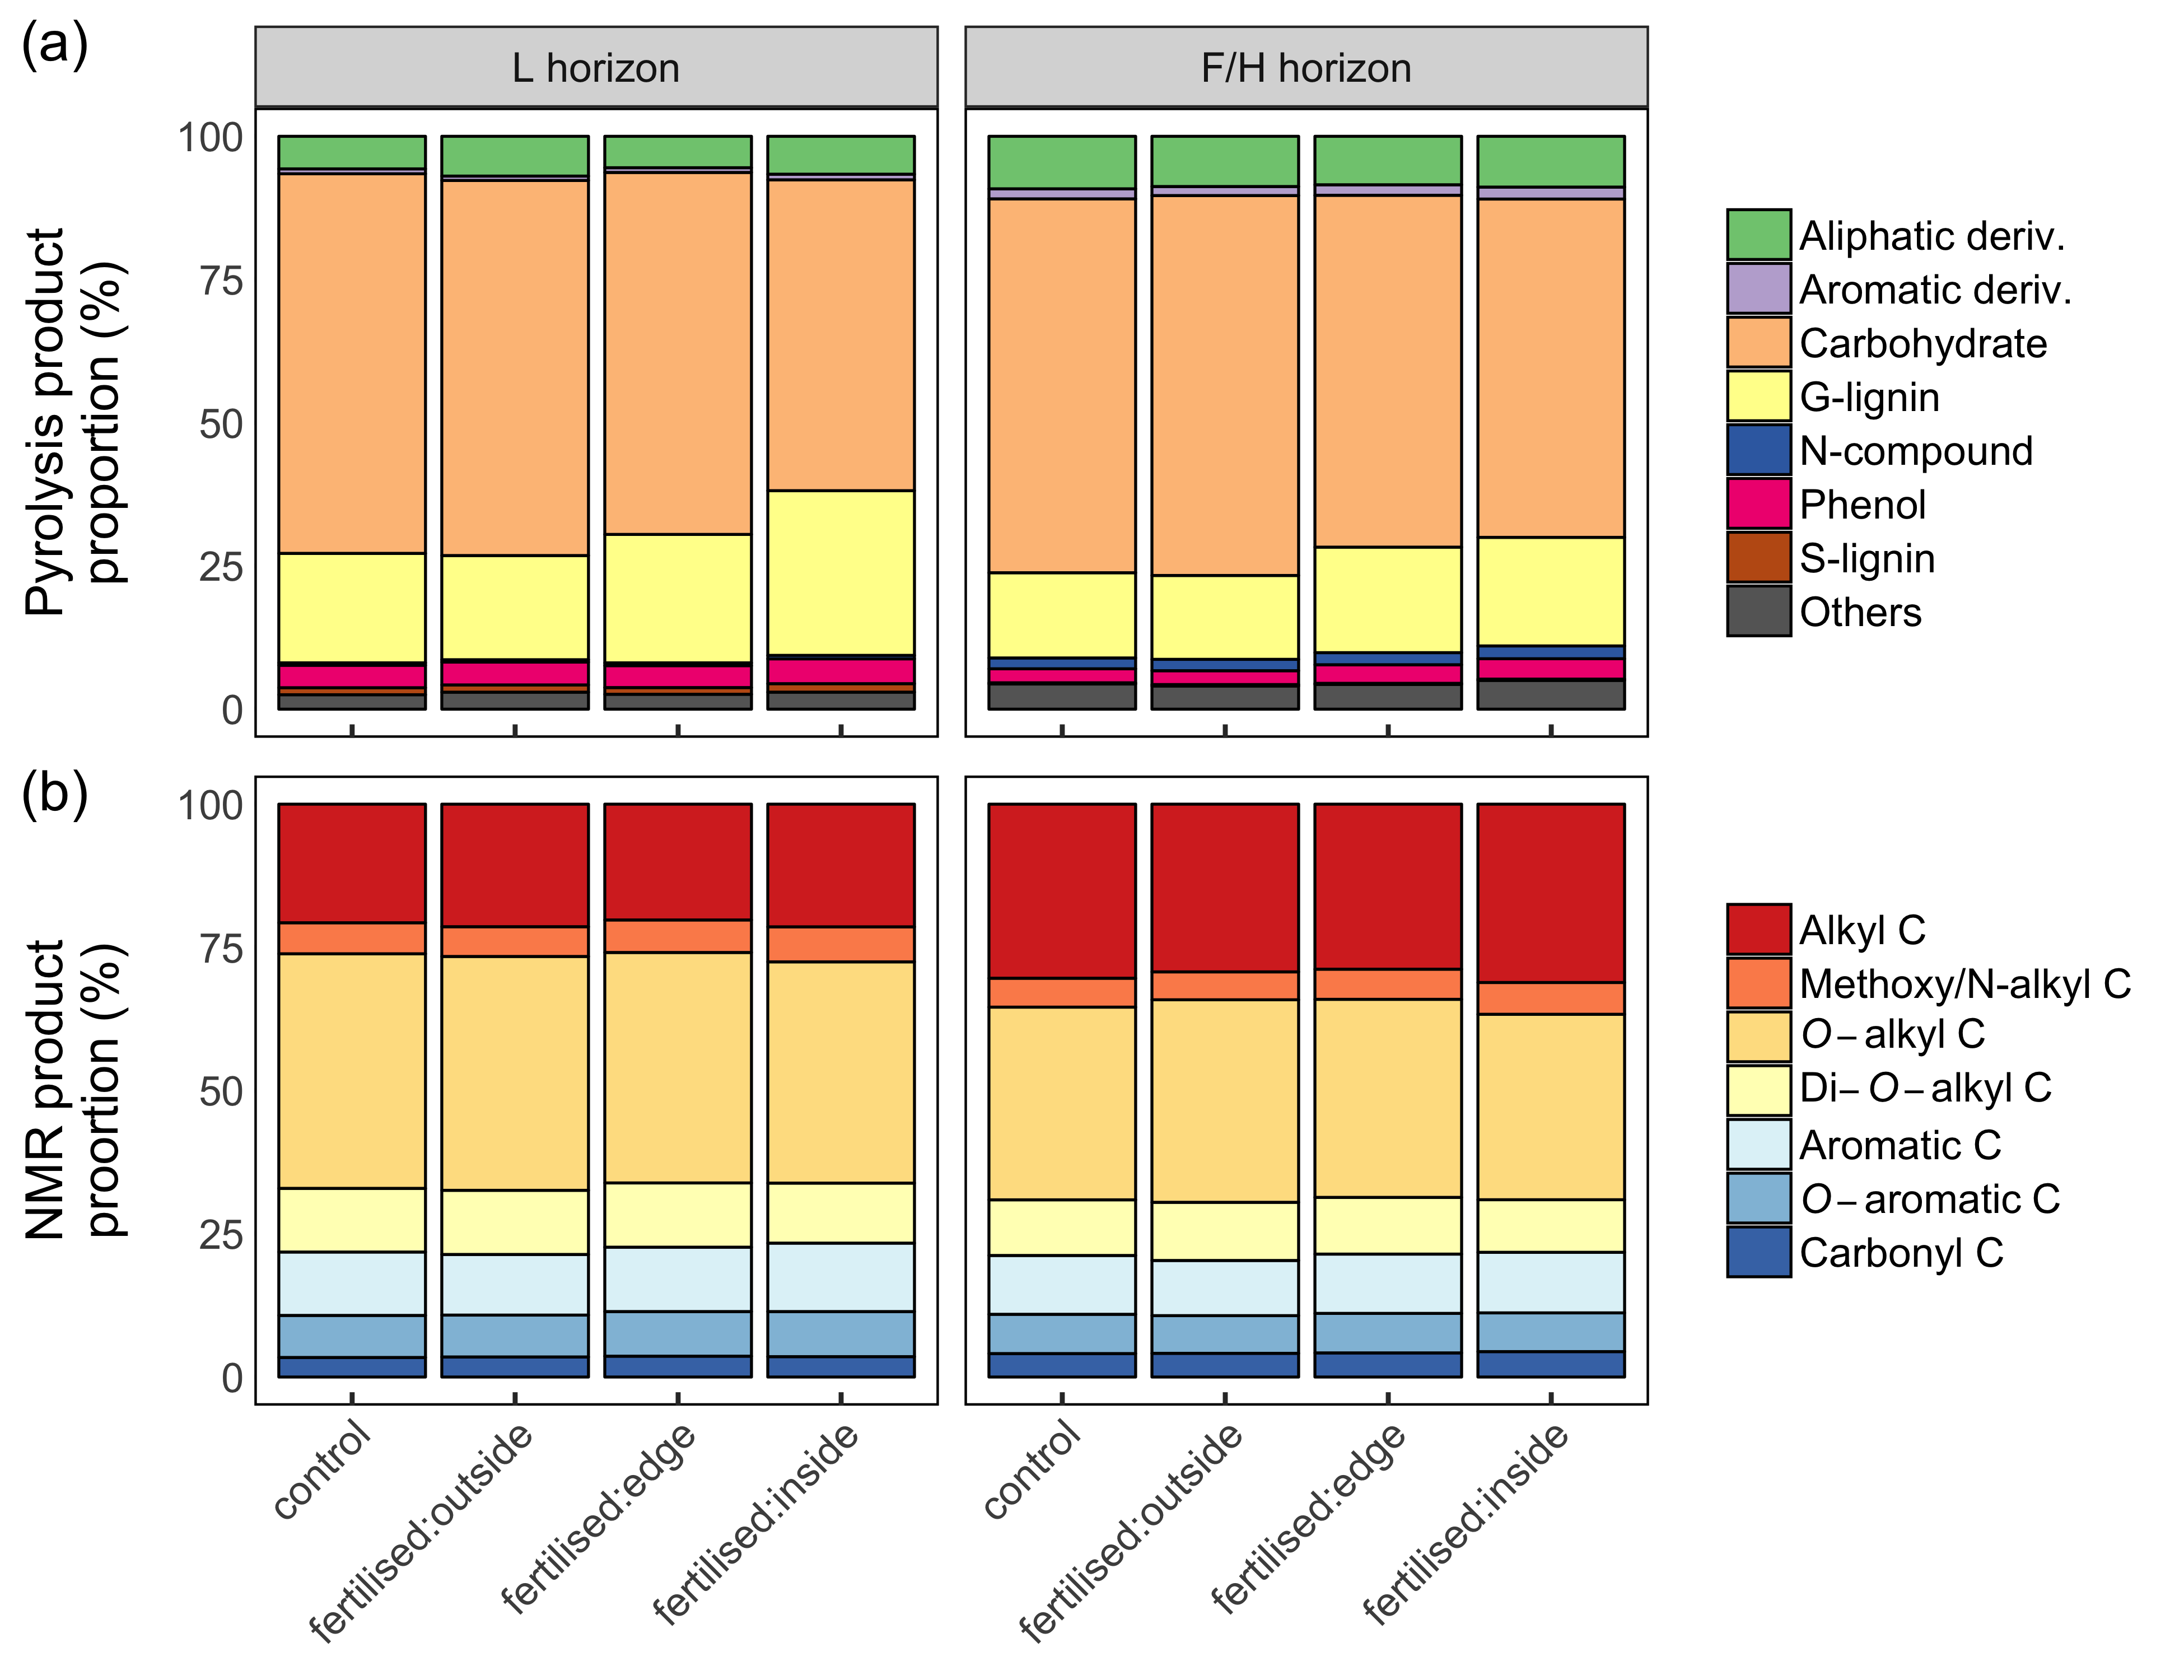 (a)
L horizon
F/H horizon
Pyrolysis product
proportion (%)
100
75
50
25
0
Aliphatic deriv.
Aromatic deriv.
Carbohydrate
G-lignin
N-compound
Phenol
S-lignin
Others
(b)
NMR product
proportion (%)
100
75
50
25
0
Alkyl C
Methoxy/N-alkyl C
O–alkyl C
Di–O–alkyl C
Aromatic C
O–aromatic C
Carbonyl C
control
fertilised:outside
fertilised:edge
fertilised:inside
control
fertilised:outside
fertilised:edge
fertilised:inside